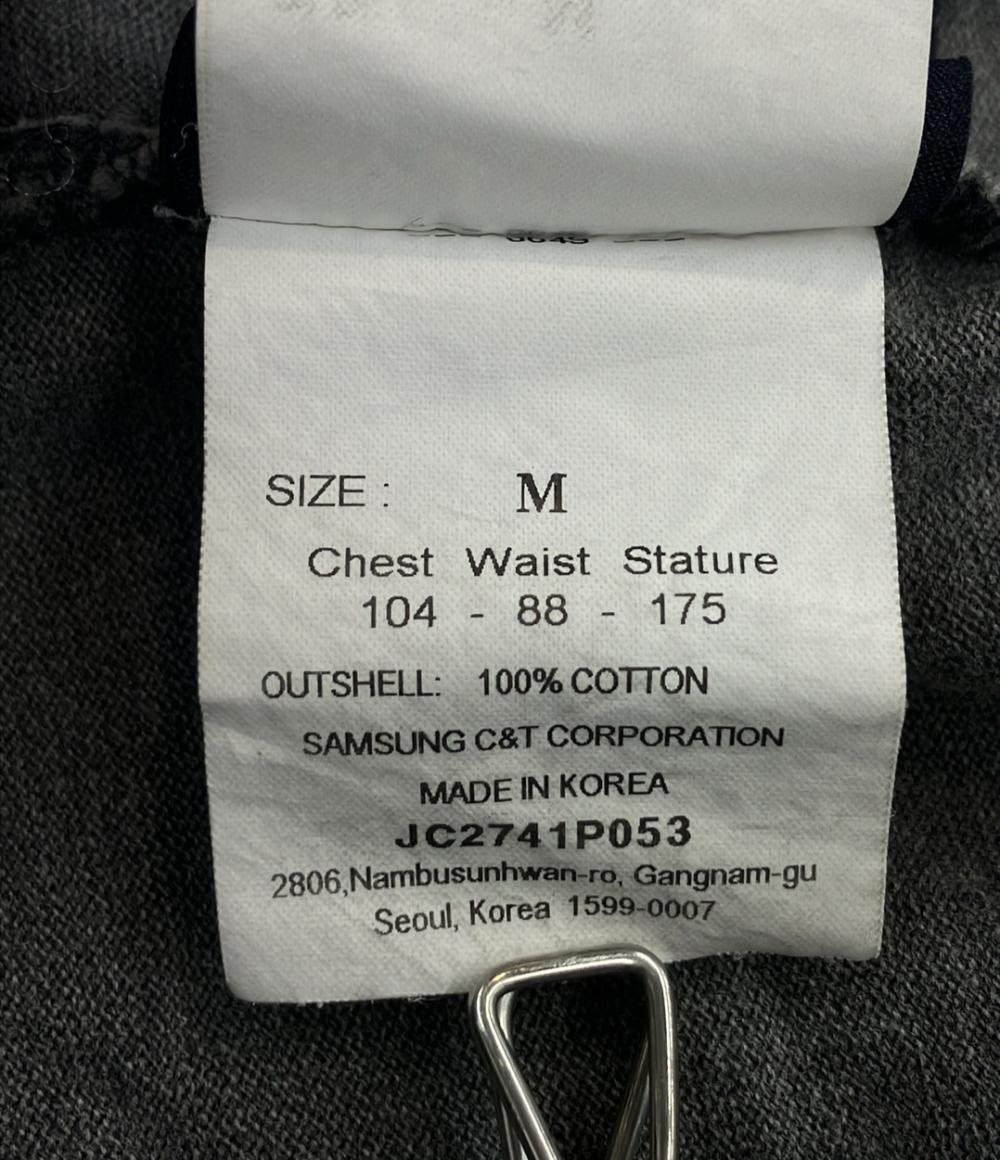 SIZE : M
Chest Waist Stature
104 - 88 - 175
OUTSHELL: 100% COTTON
SAMSUNG C&T CORPORATION
MADE IN KOREA
JC2741P053
2806,Nambusunhwan-ro, Gangnam-gu
Seoul, Korea 1599-0007